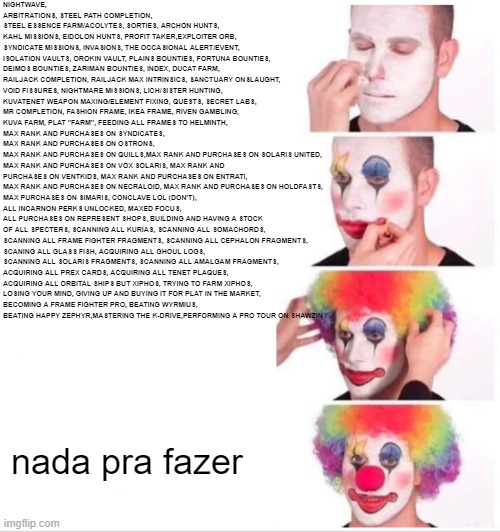 NIGHTWAVE,
ARBITRATIONS, STEEL PATH COMPLETION,
STEEL ESSENCE FARM/ACOLYTES, SORTIES, ARCHON HUNTS,
KAHL MISSIONS, EIDOLON HUNTS, PROFIT TAKER,EXPLOITER ORB,
SYNDICATE MISSIONS, INVASIONS, THE OCCASIONAL ALERT/EVENT,
ISOLATION VAULTS, OROKIN VAULT, PLAINS BOUNTIES, FORTUNA BOUNTIES,
DEIMOS BOUNTIES, ZARIMAN BOUNTIES, INDEX, DUCAT FARM,
RAILJACK COMPLETION, RAILJACK MAX INTRINSICS, SANCTUARY ONSLAUGHT,
VOID FISSURES, NIGHTMARE MISSIONS, LICH/SISTER HUNTING,
KUVATENET WEAPON MAXING/ELEMENT FIXING, QUESTS, SECRET LABS,
MR COMPLETION, FASHION FRAME, IKEA FRAME, RIVEN GAMBLING,
KUVA FARM, PLAT "FARM", FEEDING ALL FRAMES TO HELMINTH,
MAX RANK AND PURCHASES ON SYNDICATES,
MAX RANK AND PURCHASES ON OSTRONS,
MAX RANK AND PURCHASES ON QUILLS,MAX RANK AND PURCHASES ON SOLARIS UNITED,
MAX RANK AND PURCHASES ON VOX SOLARIS, MAX RANK AND
PURCHASES ON VENTKIDS, MAX RANK AND PURCHASES ON ENTRATI,
MAX RANK AND PURCHASES ON NECRALOID, MAX RANK AND PURCHASES ON HOLDFASTS,
MAX PURCHASES ON SIMARIS, CONCLAVE LOL (DON'T),
ALL INCARNON PERKS UNLOCKED, MAXED FOCUS,
ALL PURCHASES ON REPRESENT SHOPS, BUILDING AND HAVING A STOCK
OF ALL SPECTERS, SCANNING ALL KURIAS, SCANNING ALL SOMACHORDS,
SCANNING ALL FRAME FIGHTER FRAGMENTS, SCANNING ALL CEPHALON FRAGMENTS,
SCANING ALL GLASS FISH, ACQUIRING ALL GHOUL LOGS,
SCANNING ALL SOLARIS FRAGMENTS, SCANNING ALL AMALGAM FRAGMENTS,
ACQUIRING ALL PREX CARDS, ACQUIRING ALL TENET PLAQUES,
ACQUIRING ALL ORBITAL SHIPS BUT XIPHOS, TRYING TO FARM XIPHOS,
LOSING YOUR MIND, GIVING UP AND BUYING IT FOR PLAT IN THE MARKET,
BECOMING A FRAME FIGHTER PRO, BEATING WYRMIUS,
BEATING HAPPY ZEPHYR,MASTERING THE K-DRIVE,PERFORMING A PRO TOUR ON SHAWZIN
nada pra fazer
imgflip.com